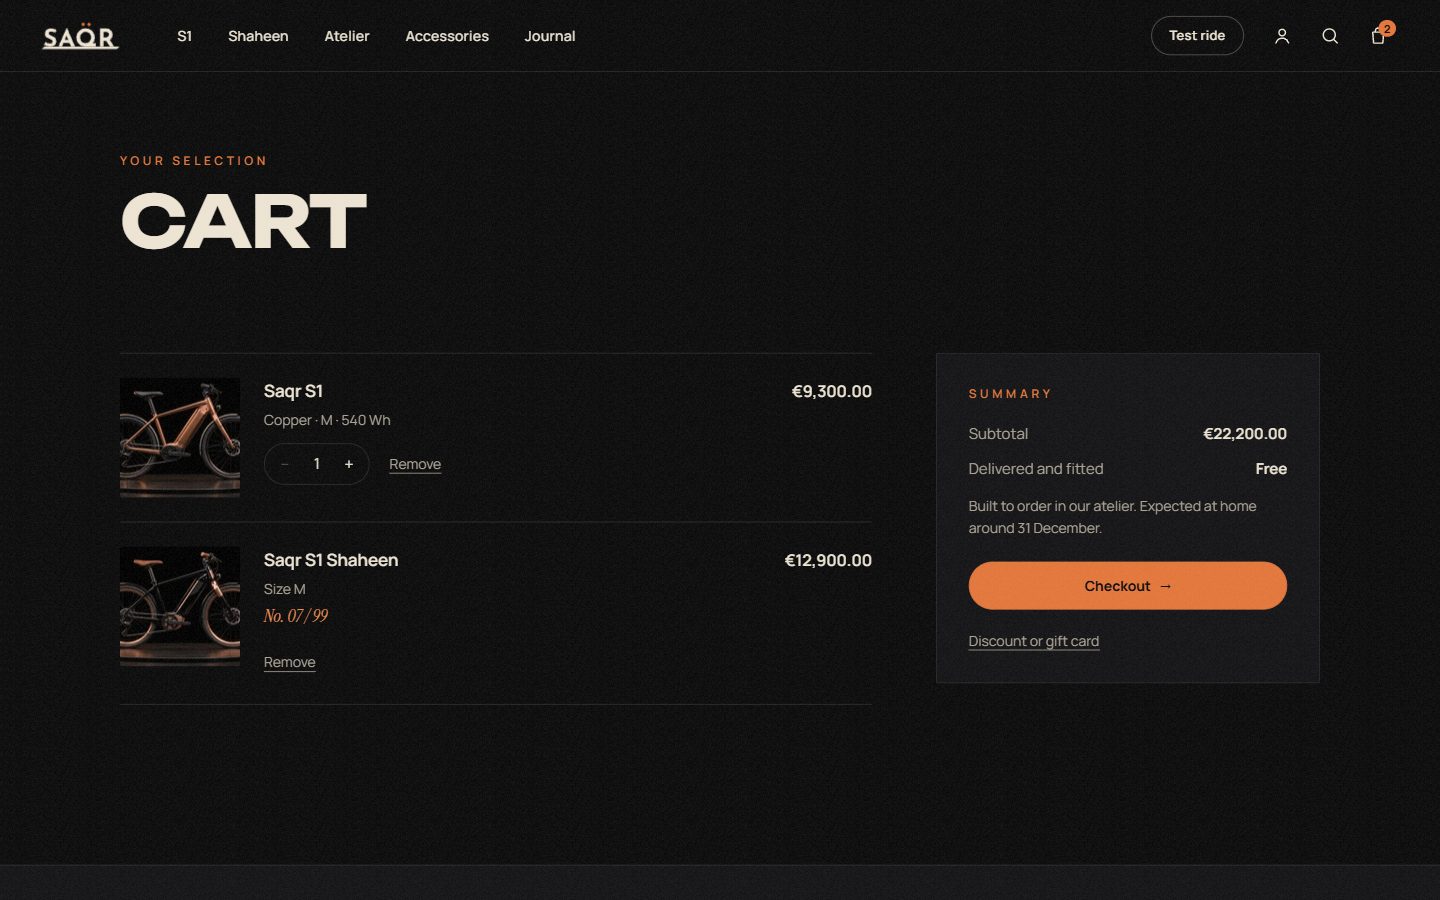 SAQ̈R
S1
Shaheen
Atelier
Accessories
Journal
Test ride
2
YOUR SELECTION
CART
Saqr S1
€9,300.00
Copper · M · 540 Wh
− 1 +
Remove
Saqr S1 Shaheen
€12,900.00
Size M
No. 07/99
Remove
SUMMARY
Subtotal
€22,200.00
Delivered and fitted
Free
Built to order in our atelier. Expected at home
around 31 December.
Checkout →
Discount or gift card